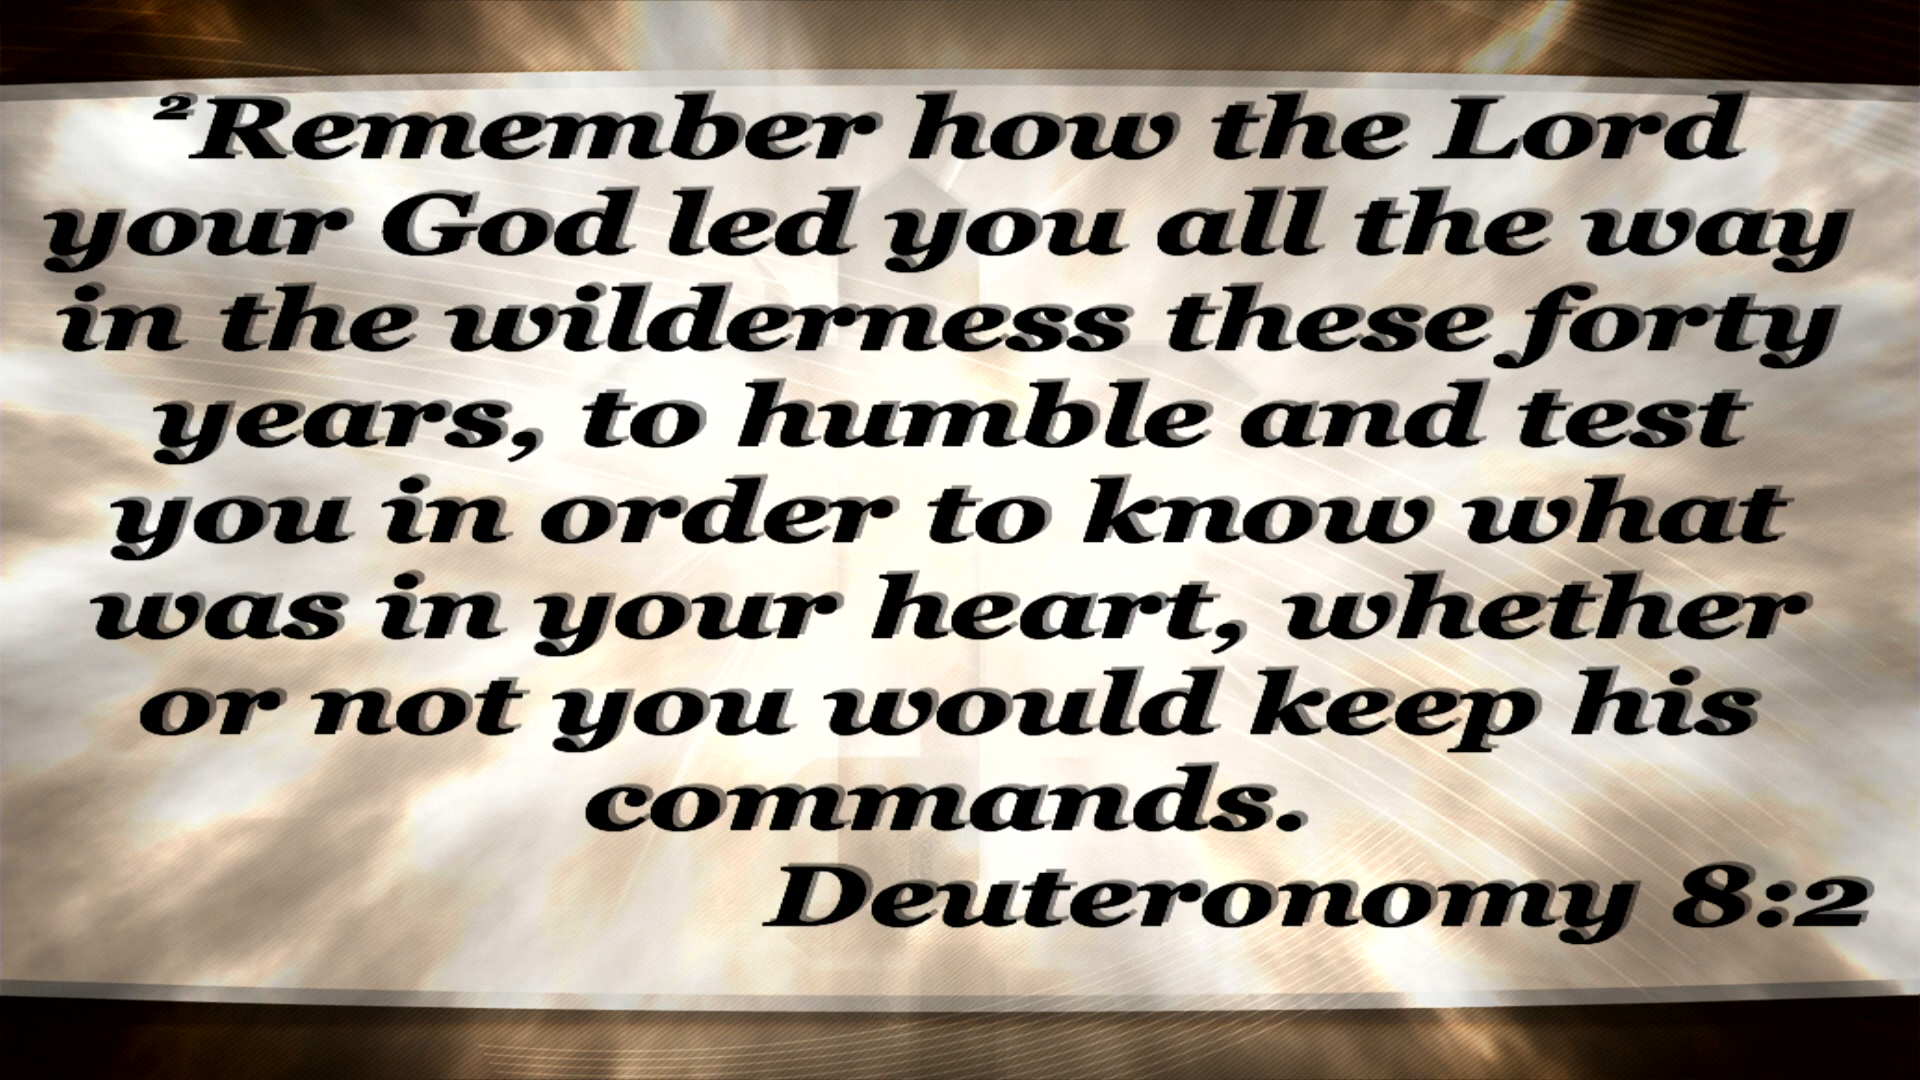 ²Remember how the Lord
your God led you all the way
in the wilderness these forty
years, to humble and test
you in order to know what
was in your heart, whether
or not you would keep his
commands.
Deuteronomy 8:2